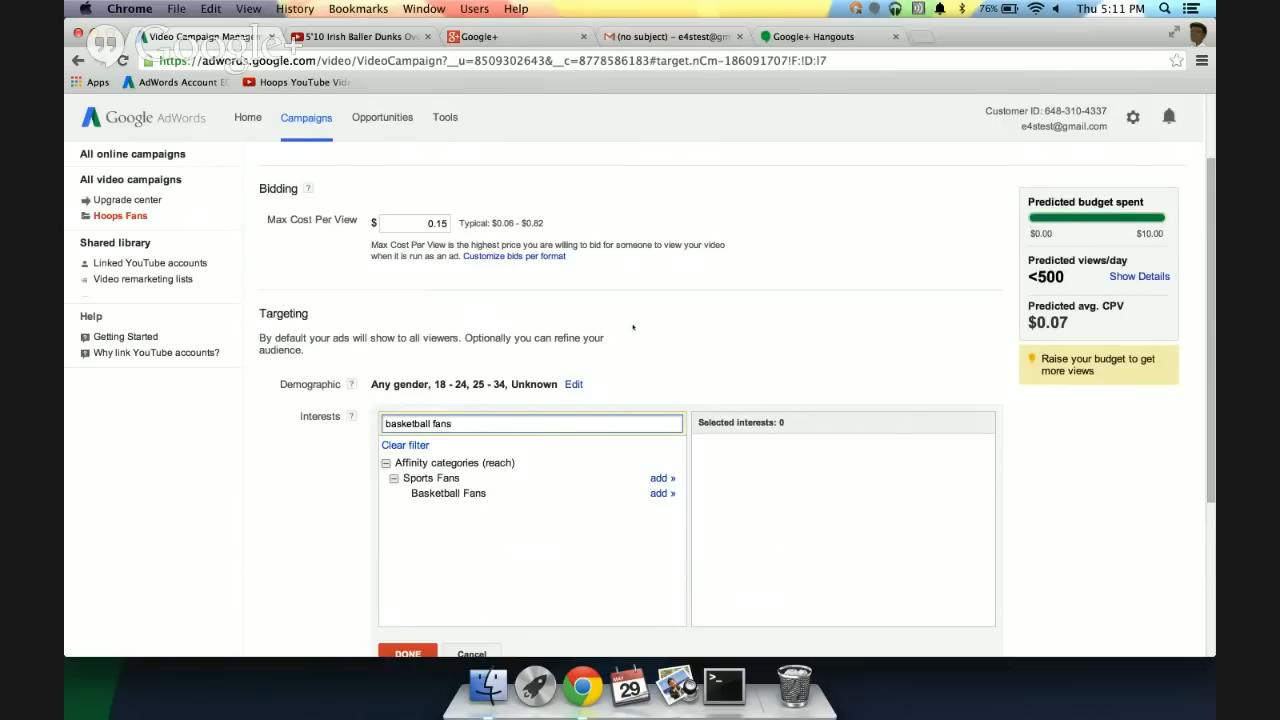 Chrome File Edit View History Bookmarks Window Users Help 76% Thu 5:11 PM
Video Campaign Manage 5'10 Irish Baller Dunks Ov Google+ (no subject) – e4stest@gm Google+ Hangouts
Google+
https://adwords.google.com/video/VideoCampaign?__u=8509302643&__c=8778586183#target.nCm-186091707!F:!D:!7
Apps AdWords Account Hoops YouTube Vide
Google AdWords Home Campaigns Opportunities Tools
Customer ID: 648-310-4337
e4stest@gmail.com
All online campaigns
All video campaigns
Upgrade center
Hoops Fans
Shared library
Linked YouTube accounts
Video remarketing lists
Help
Getting Started
Why link YouTube accounts?
Bidding ?
Max Cost Per View $ 0.15 Typical: $0.06 - $0.82
Max Cost Per View is the highest price you are willing to bid for someone to view your video
when it is run as an ad. Customize bids per format
Targeting
By default your ads will show to all viewers. Optionally you can refine your
audience.
Demographic ? Any gender, 18 - 24, 25 - 34, Unknown Edit
Interests ?
basketball fans
Clear filter
Affinity categories (reach)
Sports Fans add »
Basketball Fans add »
Selected interests: 0
DONE Cancel
Predicted budget spent
$0.00 $10.00
Predicted views/day
<500 Show Details
Predicted avg. CPV
$0.07
Raise your budget to get
more views
MAY
29
>_